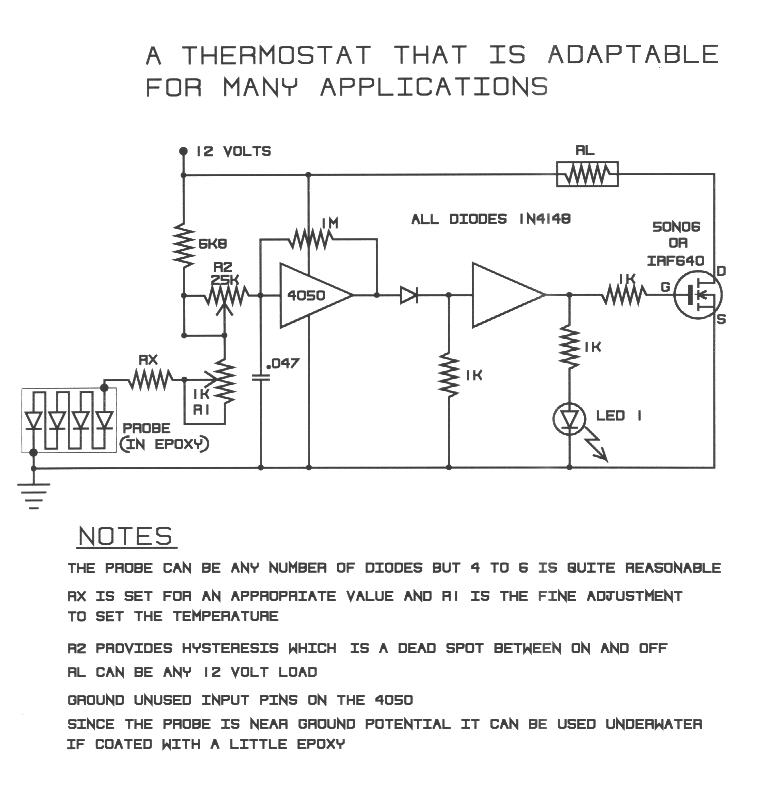 A THERMOSTAT THAT IS ADAPTABLE
FOR MANY APPLICATIONS
12 VOLTS
RL
1M
ALL DIODES 1N4148
6K8
R2
25K
4050
50N06
OR
IRF640
D
G
S
1K
RX
.047
1K
R1
1K
1K
LED 1
PROBE
(IN EPOXY)
NOTES
THE PROBE CAN BE ANY NUMBER OF DIODES BUT 4 TO 6 IS QUITE REASONABLE
RX IS SET FOR AN APPROPRIATE VALUE AND R1 IS THE FINE ADJUSTMENT
TO SET THE TEMPERATURE
R2 PROVIDES HYSTERESIS WHICH IS A DEAD SPOT BETWEEN ON AND OFF
RL CAN BE ANY 12 VOLT LOAD
GROUND UNUSED INPUT PINS ON THE 4050
SINCE THE PROBE IS NEAR GROUND POTENTIAL IT CAN BE USED UNDERWATER
IF COATED WITH A LITTLE EPOXY